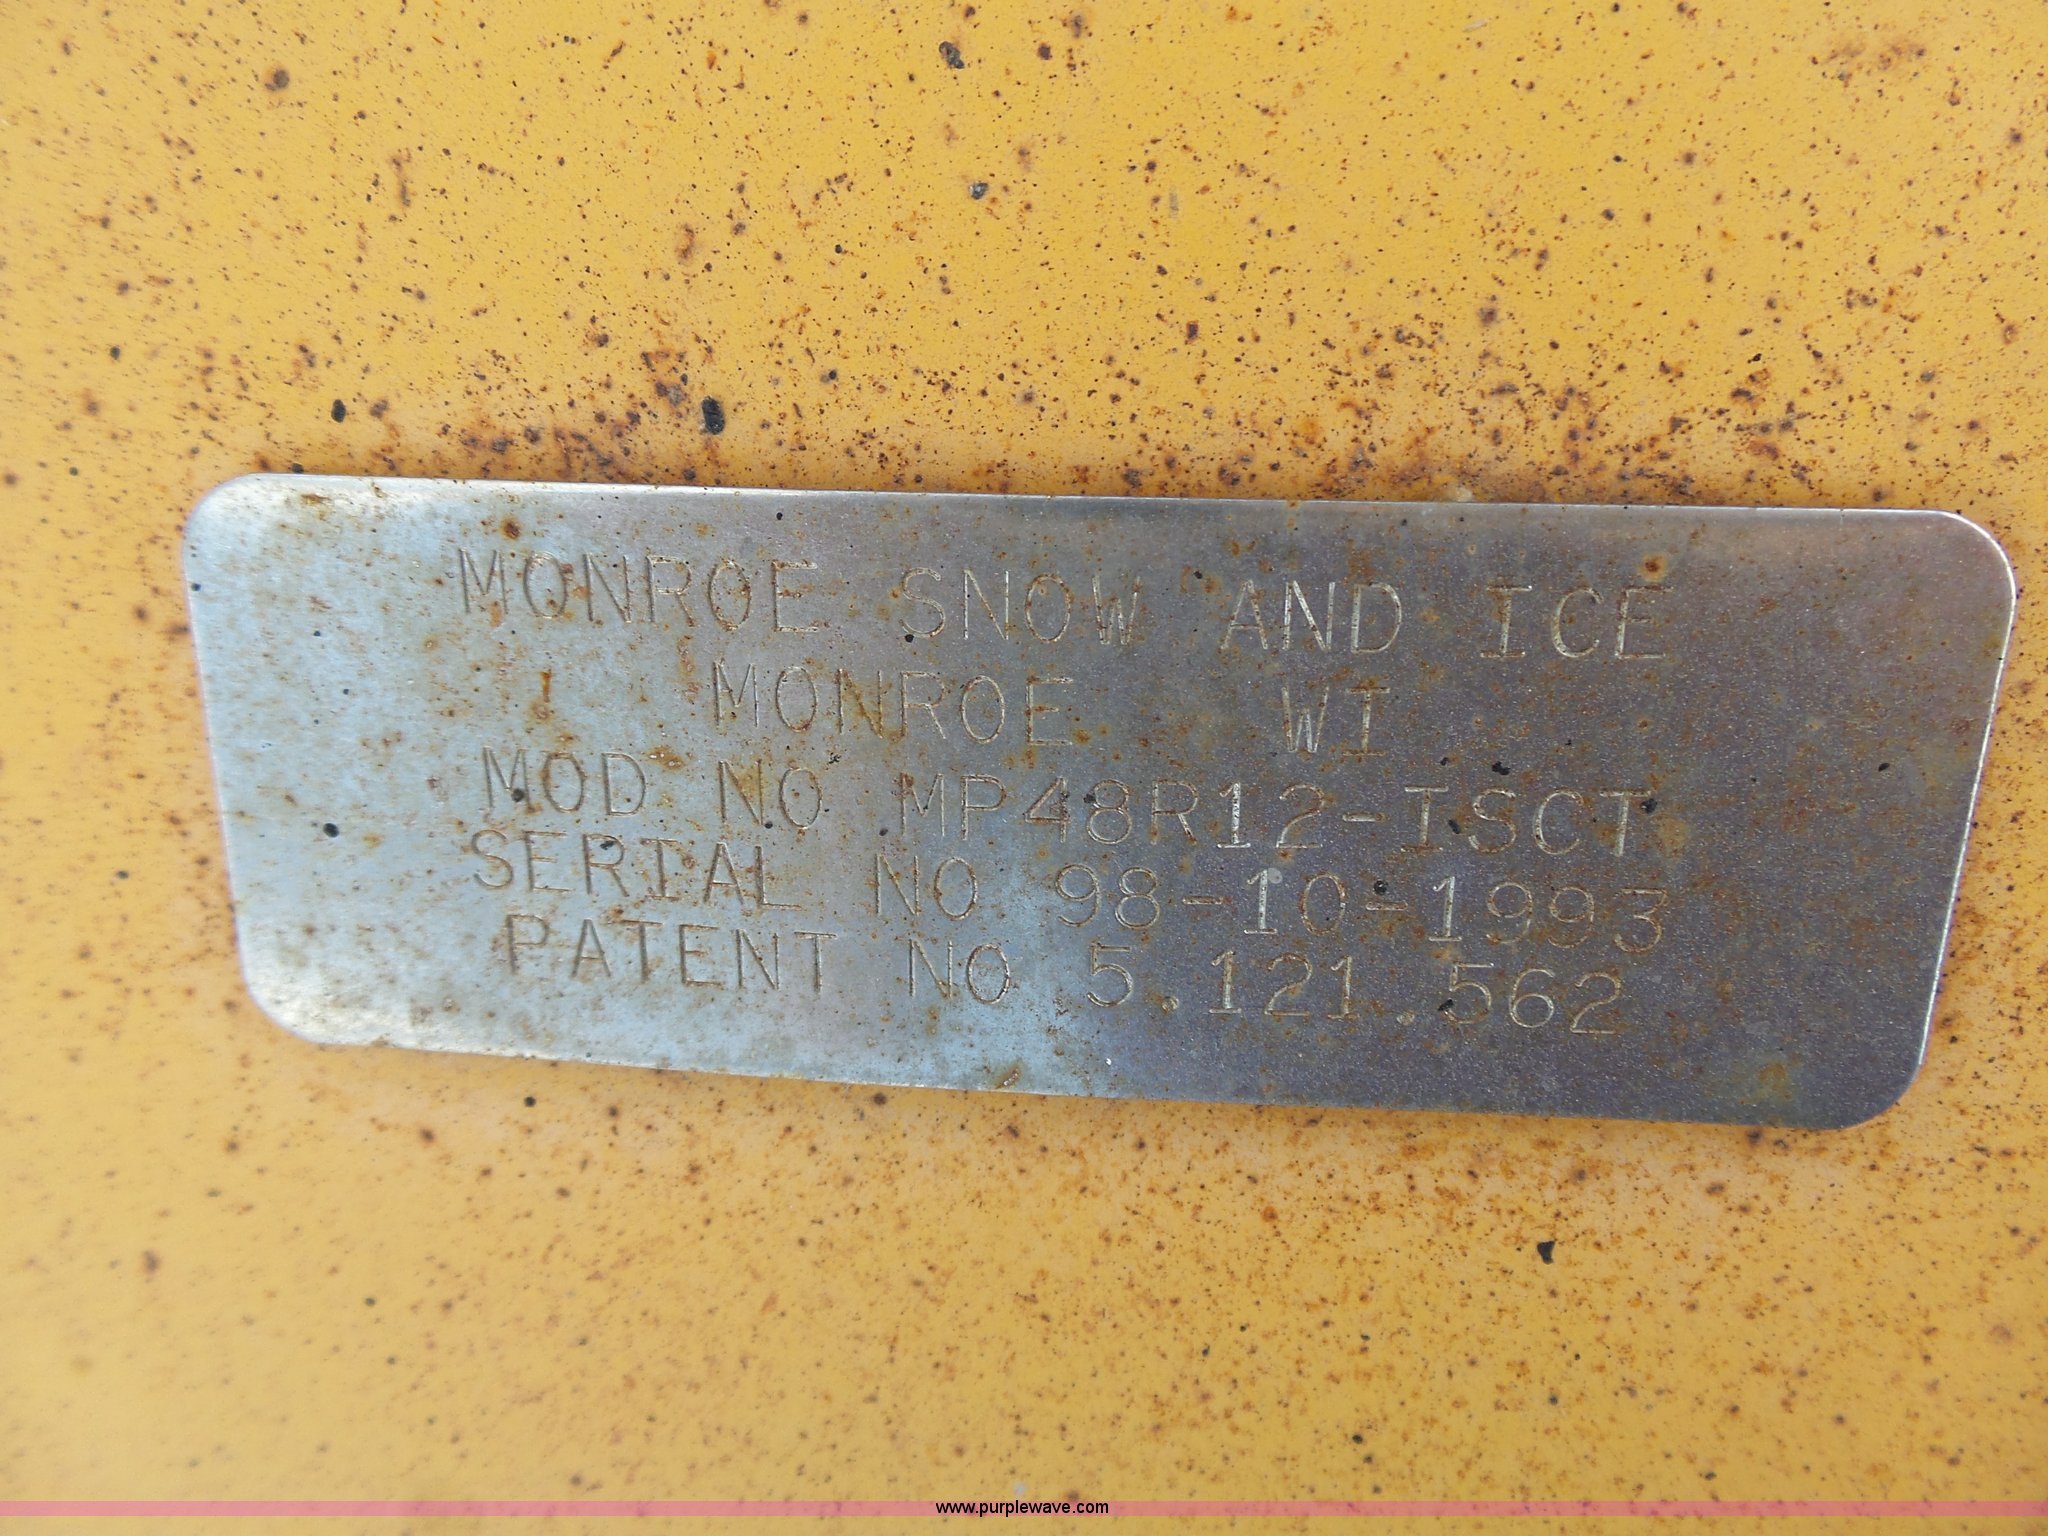 MONROE SNOW AND ICE
MONROE WI
MOD NO MP48R12-ISCT
SERIAL NO 98-10-1993
PATENT NO 5.121.562
www.purplewave.com